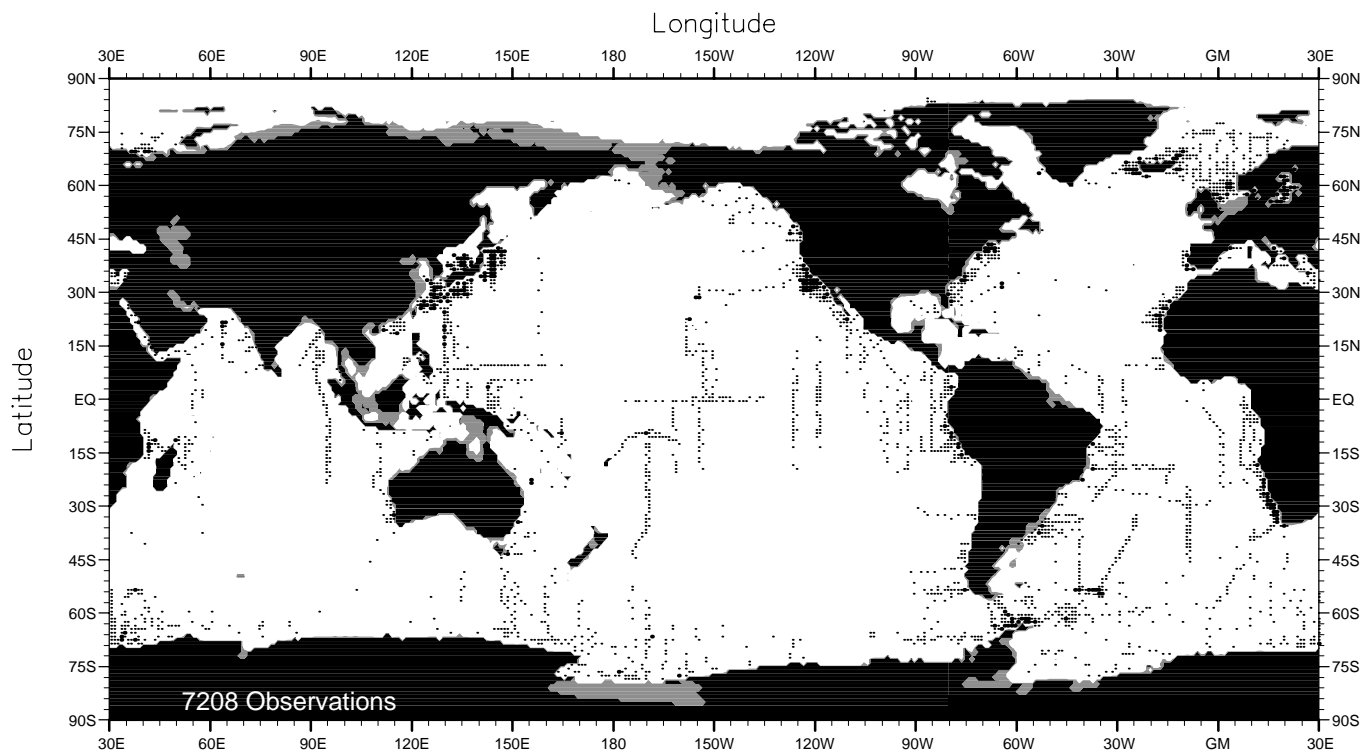 Longitude
30E 60E 90E 120E 150E 180 150W 120W 90W 60W 30W GM 30E
90N 90N
75N 75N
60N 60N
45N 45N
30N 30N
15N 15N
Latitude
EQ EQ
15S 15S
30S 30S
45S 45S
60S 60S
75S 75S
7208 Observations
90S 90S
30E 60E 90E 120E 150E 180 150W 120W 90W 60W 30W GM 30E